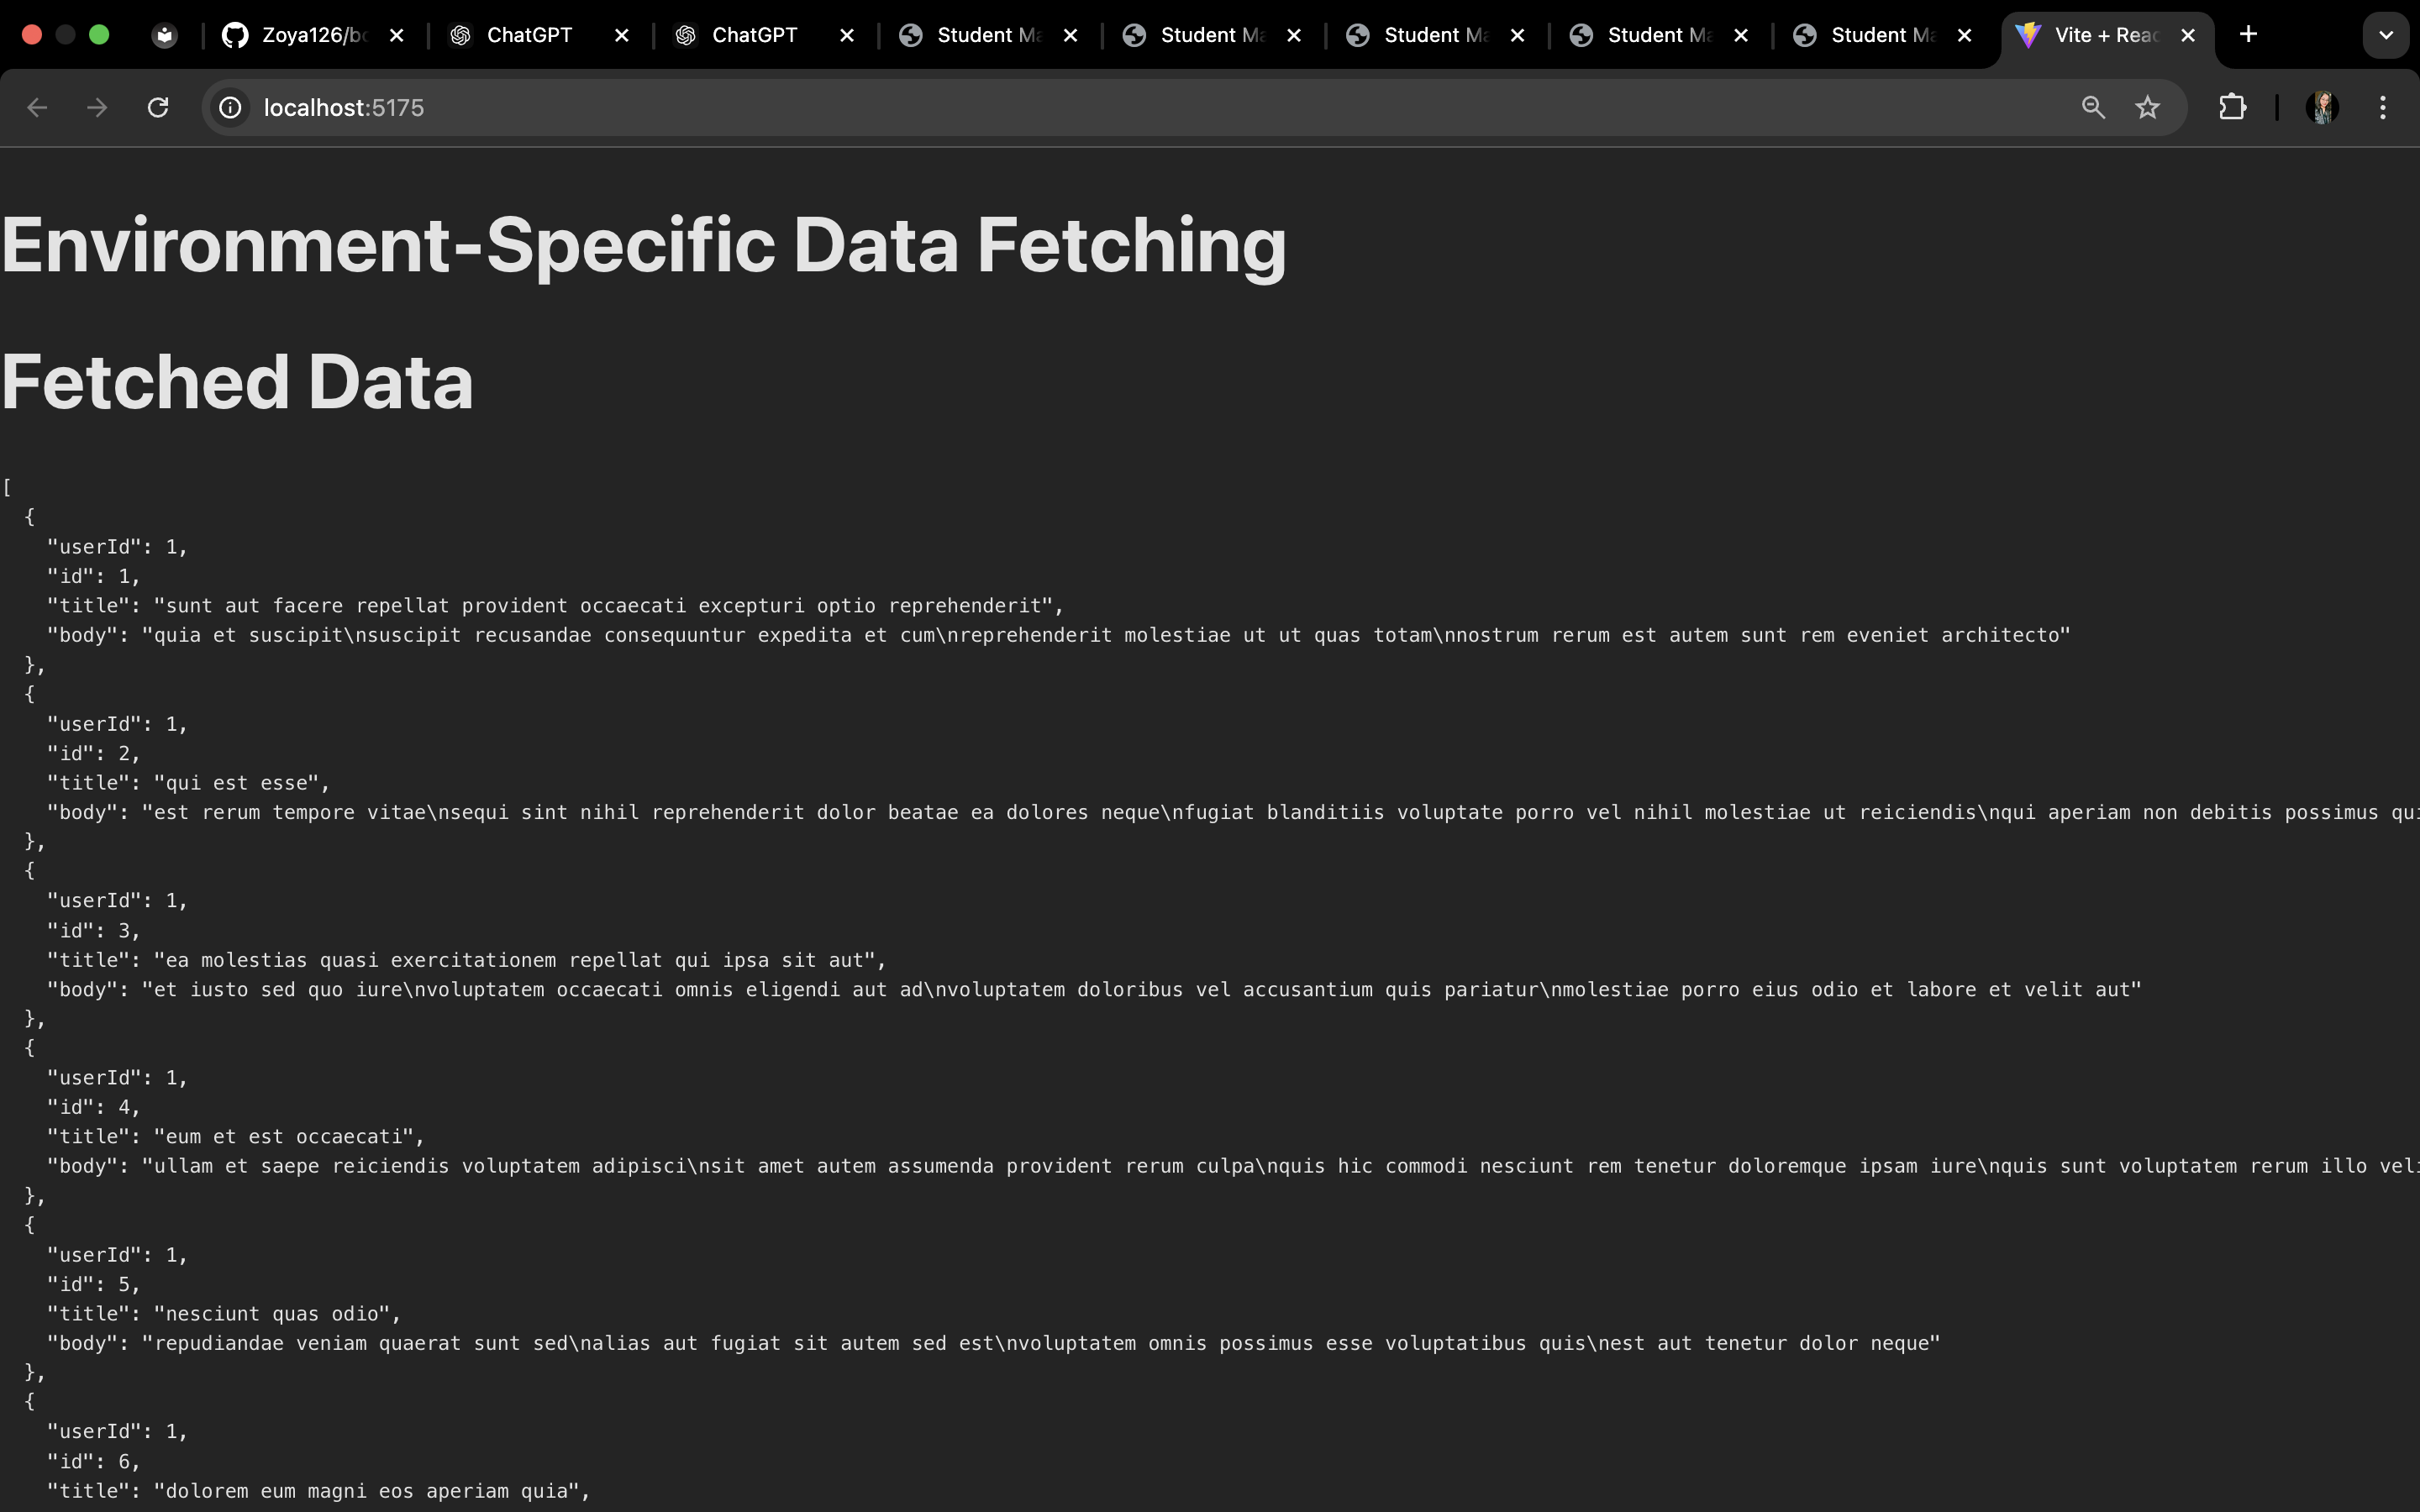 Zoya126/bo
ChatGPT
ChatGPT
Student Ma
Student Ma
Student Ma
Student Ma
Student Ma
Vite + Reac
localhost:5175
Environment-Specific Data Fetching
Fetched Data
[
  {
    "userId": 1,
    "id": 1,
    "title": "sunt aut facere repellat provident occaecati excepturi optio reprehenderit",
    "body": "quia et suscipit\nsuscipit recusandae consequuntur expedita et cum\nreprehenderit molestiae ut ut quas totam\nnostrum rerum est autem sunt rem eveniet architecto"
  },
  {
    "userId": 1,
    "id": 2,
    "title": "qui est esse",
    "body": "est rerum tempore vitae\nsequi sint nihil reprehenderit dolor beatae ea dolores neque\nfugiat blanditiis voluptate porro vel nihil molestiae ut reiciendis\nqui aperiam non debitis possimus qui
  },
  {
    "userId": 1,
    "id": 3,
    "title": "ea molestias quasi exercitationem repellat qui ipsa sit aut",
    "body": "et iusto sed quo iure\nvoluptatem occaecati omnis eligendi aut ad\nvoluptatem doloribus vel accusantium quis pariatur\nmolestiae porro eius odio et labore et velit aut"
  },
  {
    "userId": 1,
    "id": 4,
    "title": "eum et est occaecati",
    "body": "ullam et saepe reiciendis voluptatem adipisci\nsit amet autem assumenda provident rerum culpa\nquis hic commodi nesciunt rem tenetur doloremque ipsam iure\nquis sunt voluptatem rerum illo veli
  },
  {
    "userId": 1,
    "id": 5,
    "title": "nesciunt quas odio",
    "body": "repudiandae veniam quaerat sunt sed\nalias aut fugiat sit autem sed est\nvoluptatem omnis possimus esse voluptatibus quis\nest aut tenetur dolor neque"
  },
  {
    "userId": 1,
    "id": 6,
    "title": "dolorem eum magni eos aperiam quia",